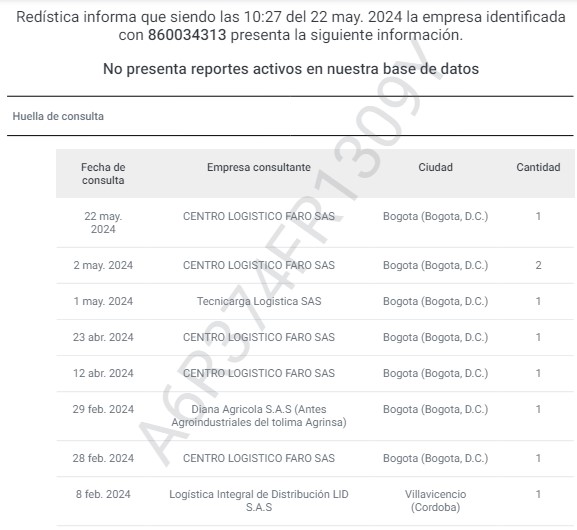 Redística informa que siendo las 10:27 del 22 may. 2024 la empresa identificada
con 860034313 presenta la siguiente información.
No presenta reportes activos en nuestra base de datos
Huella de consulta
Fecha de consulta Empresa consultante Ciudad Cantidad
22 may. 2024 CENTRO LOGISTICO FARO SAS Bogota (Bogota, D.C.) 1
2 may. 2024 CENTRO LOGISTICO FARO SAS Bogota (Bogota, D.C.) 2
1 may. 2024 Tecnicarga Logistica SAS Bogota (Bogota, D.C.) 1
23 abr. 2024 CENTRO LOGISTICO FARO SAS Bogota (Bogota, D.C.) 1
12 abr. 2024 CENTRO LOGISTICO FARO SAS Bogota (Bogota, D.C.) 1
29 feb. 2024 Diana Agricola S.A.S (Antes Agroindustriales del tolima Agrinsa) Bogota (Bogota, D.C.) 1
28 feb. 2024 CENTRO LOGISTICO FARO SAS Bogota (Bogota, D.C.) 1
8 feb. 2024 Logística Integral de Distribución LID S.A.S Villavicencio (Cordoba) 1
A6R374FR1309Y